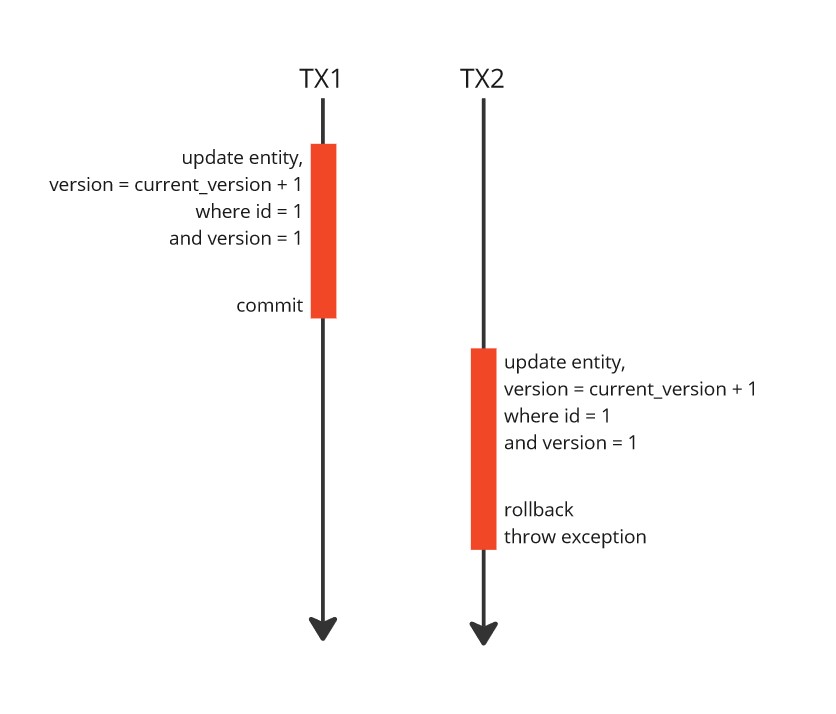 TX1
TX2
update entity,
version = current_version + 1
where id = 1
and version = 1
commit
update entity,
version = current_version + 1
where id = 1
and version = 1
rollback
throw exception